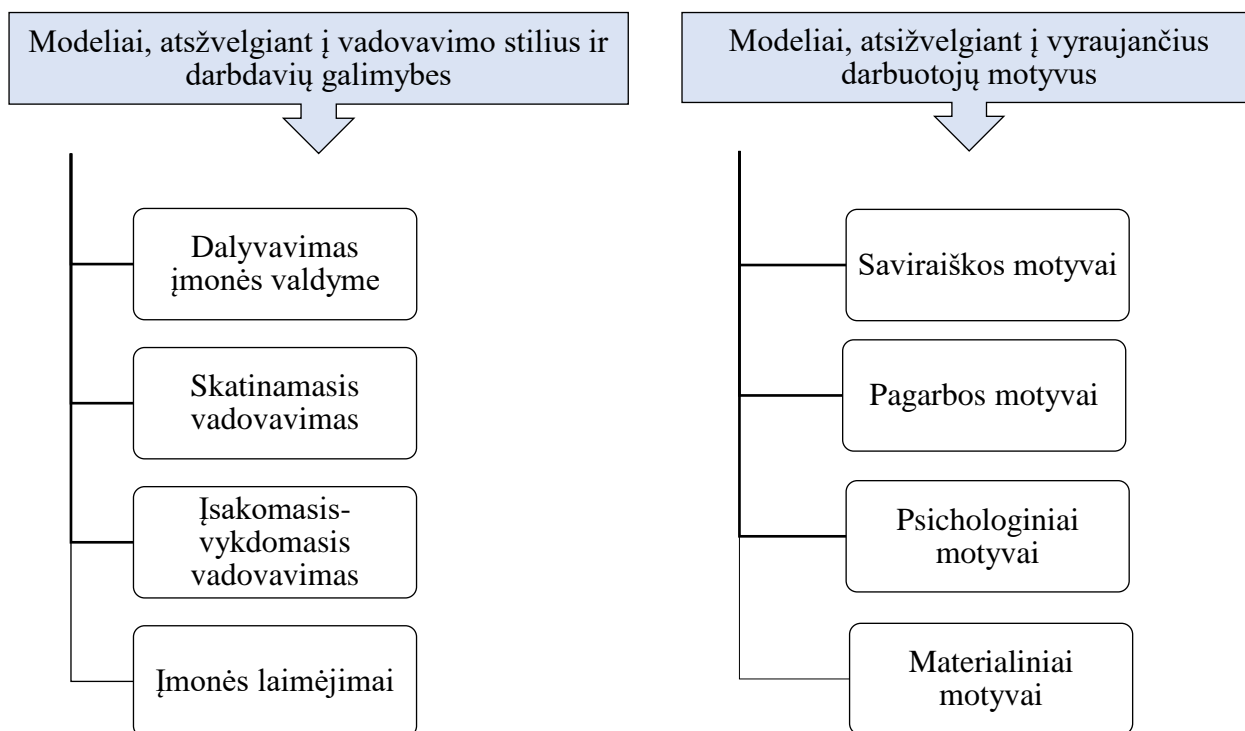 Modeliai, atsžvelgiant į vadovavimo stilius ir
darbdavių galimybes
Dalyvavimas
įmonės valdyme
Skatinamasis
vadovavimas
Įsakomasis-
vykdomasis
vadovavimas
Įmonės laimėjimai
Modeliai, atsižvelgiant į vyraujančius
darbuotojų motyvus
Saviraiškos motyvai
Pagarbos motyvai
Psichologiniai
motyvai
Materialiniai
motyvai